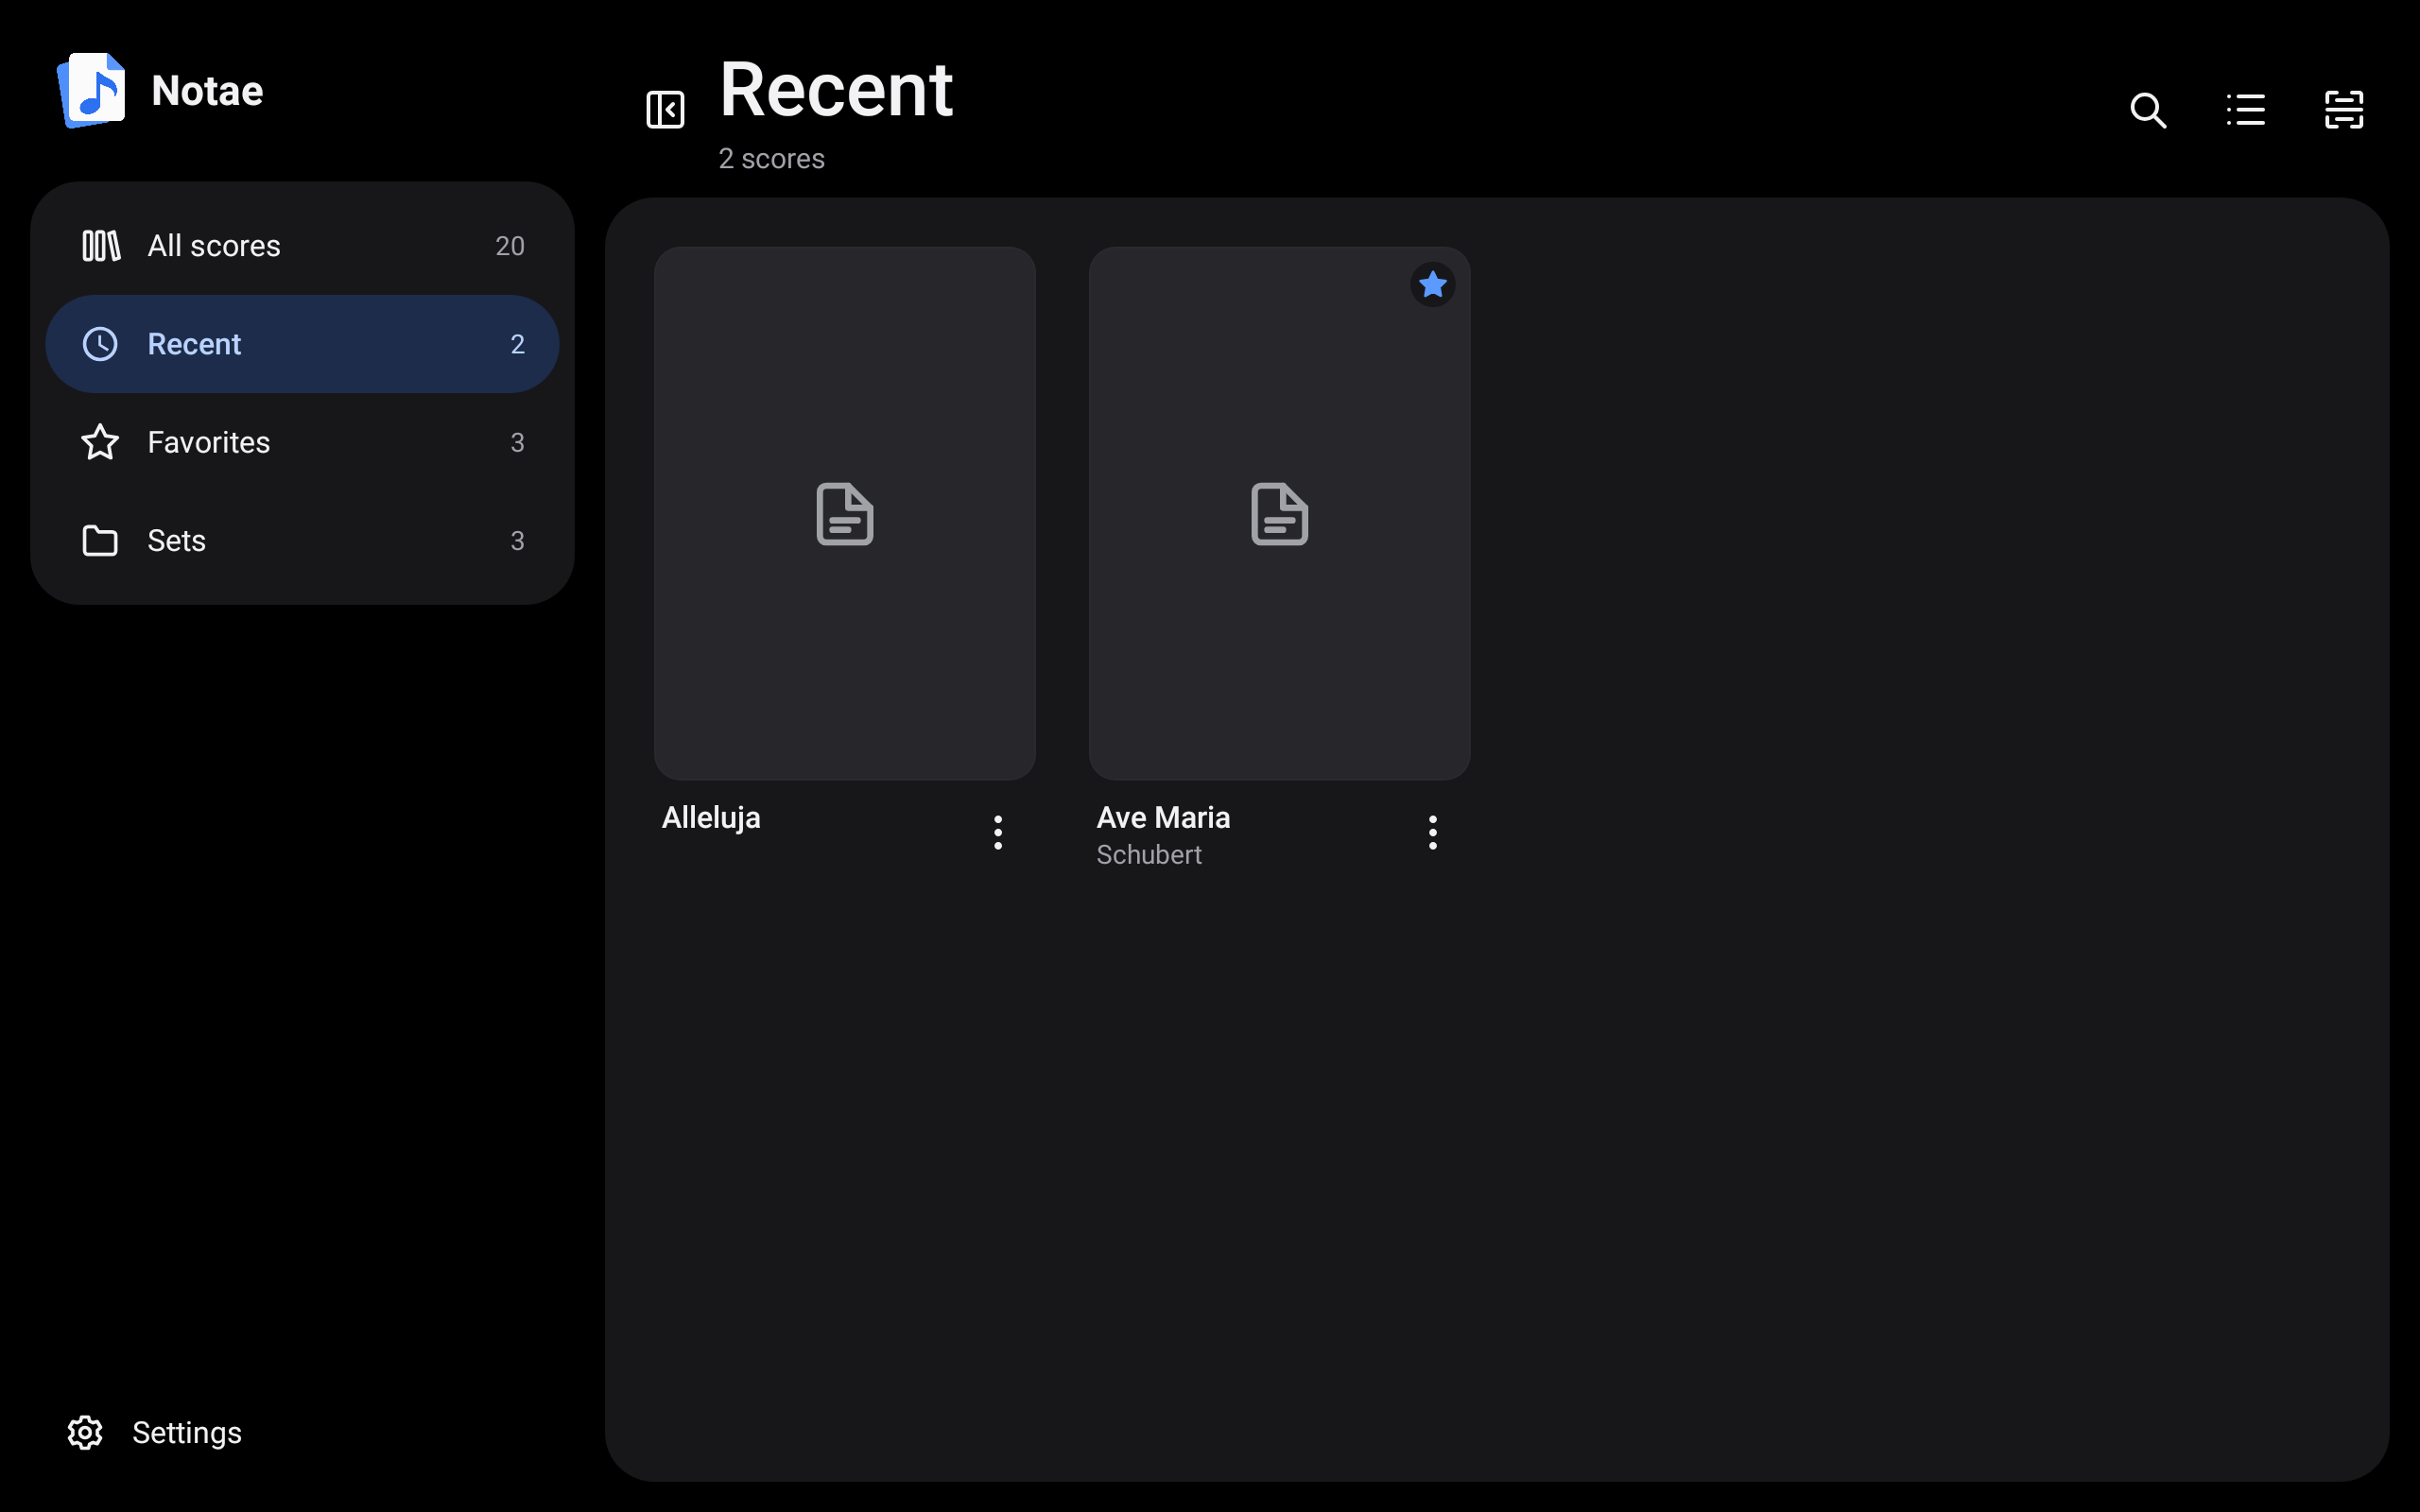 Notae
All scores 20
Recent 2
Favorites 3
Sets 3
Settings
Recent
2 scores
Alleluja
Ave Maria
Schubert